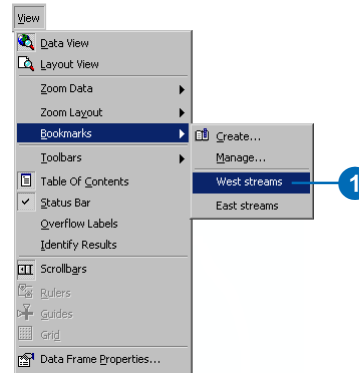 View
Data View
Layout View
Zoom Data
Zoom Layout
Bookmarks
Create...
Manage...
West streams
1
East streams
Toolbars
Table Of Contents
Status Bar
Overflow Labels
Identify Results
Scrollbars
Rulers
Guides
Grid
Data Frame Properties...